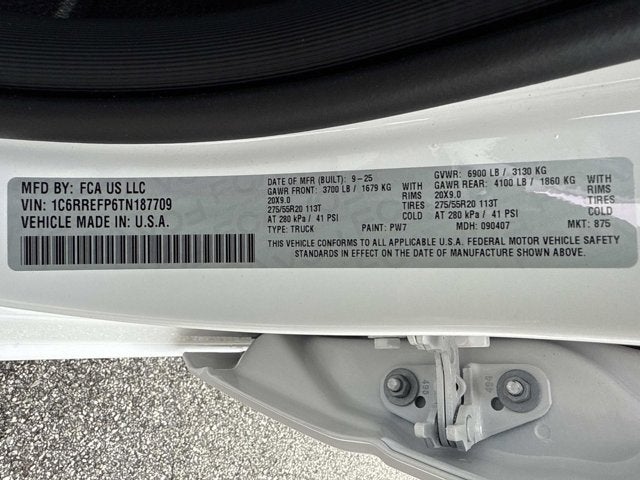 MFD BY: FCA US LLC
VIN: 1C6RREFP6TN187709
VEHICLE MADE IN U.S.A.
DATE OF MFR (BUILT): 9-25
GAWR FRONT: 3700 LB / 1679 KG WITH
20X9.0 RIMS
275/55R20 113T TIRES
AT 280 kPa / 41 PSI COLD
TYPE: TRUCK PAINT: PW7
GVWR: 6900 LB / 3130 KG
GAWR REAR: 4100 LB / 1860 KG WITH
20X9.0 RIMS
275/55R20 113T TIRES
AT 280 kPa / 41 PSI COLD
MDH: 090407 MKT: 875
THIS VEHICLE CONFORMS TO ALL APPLICABLE U.S.A. FEDERAL MOTOR VEHICLE SAFETY
STANDARDS IN EFFECT ON THE DATE OF MANUFACTURE SHOWN ABOVE.